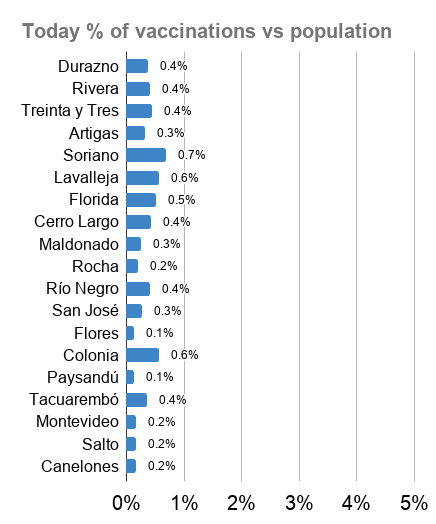 Today % of vaccinations vs population
Durazno 0.4%
Rivera 0.4%
Treinta y Tres 0.4%
Artigas 0.3%
Soriano 0.7%
Lavalleja 0.6%
Florida 0.5%
Cerro Largo 0.4%
Maldonado 0.3%
Rocha 0.2%
Río Negro 0.4%
San José 0.3%
Flores 0.1%
Colonia 0.6%
Paysandú 0.1%
Tacuarembó 0.4%
Montevideo 0.2%
Salto 0.2%
Canelones 0.2%
0% 1% 2% 3% 4% 5%